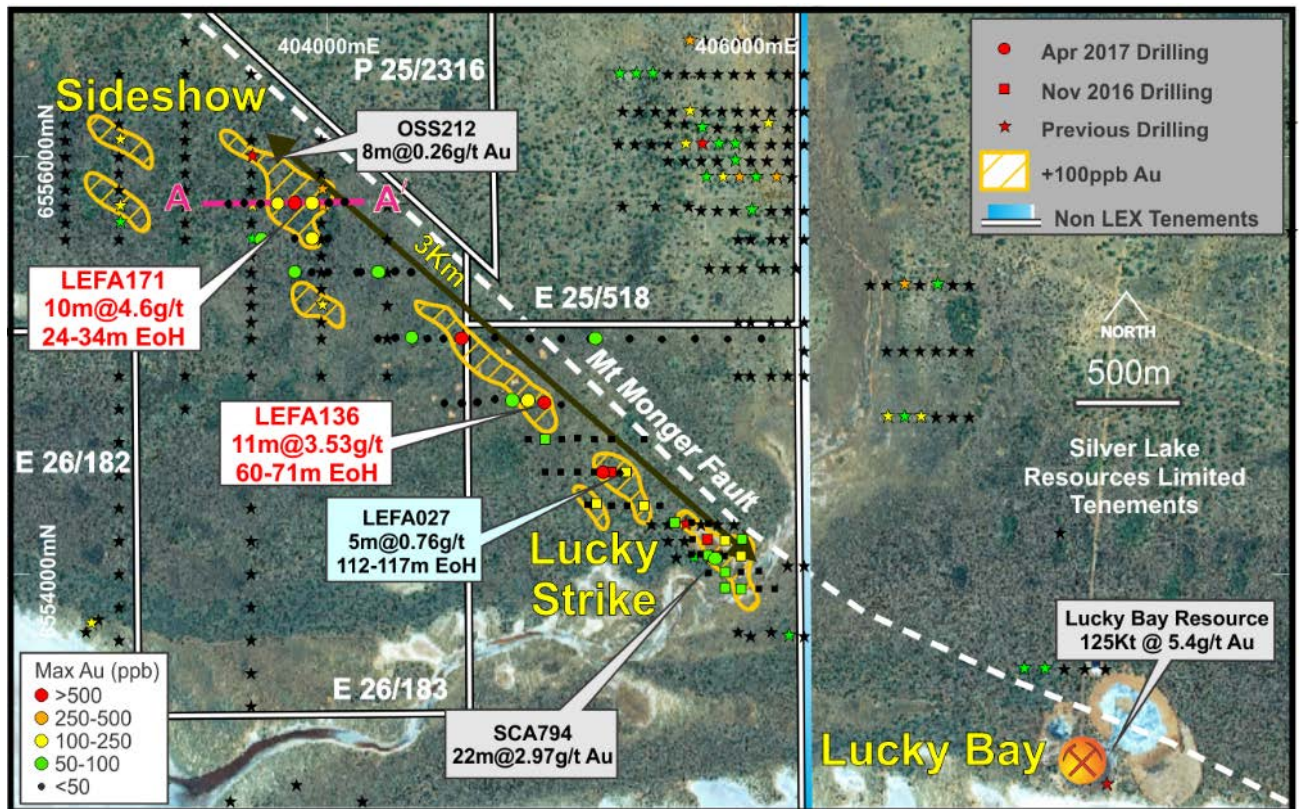 404000mE
406000mE
P 25/2316
Sideshow
6556000mN
OSS212
8m@0.26g/t Au
A
A'
3Km
LEFA171
10m@4.6g/t
24-34m EoH
E 25/518
Mt Monger Fault
LEFA136
11m@3.53g/t
60-71m EoH
E 26/182
LEFA027
5m@0.76g/t
112-117m EoH
Lucky
Strike
6554000mN
E 26/183
SCA794
22m@2.97g/t Au
Max Au (ppb)
>500
250-500
100-250
50-100
<50
Apr 2017 Drilling
Nov 2016 Drilling
Previous Drilling
+100ppb Au
Non LEX Tenements
NORTH
500m
Silver Lake
Resources Limited
Tenements
Lucky Bay Resource
125Kt @ 5.4g/t Au
Lucky Bay